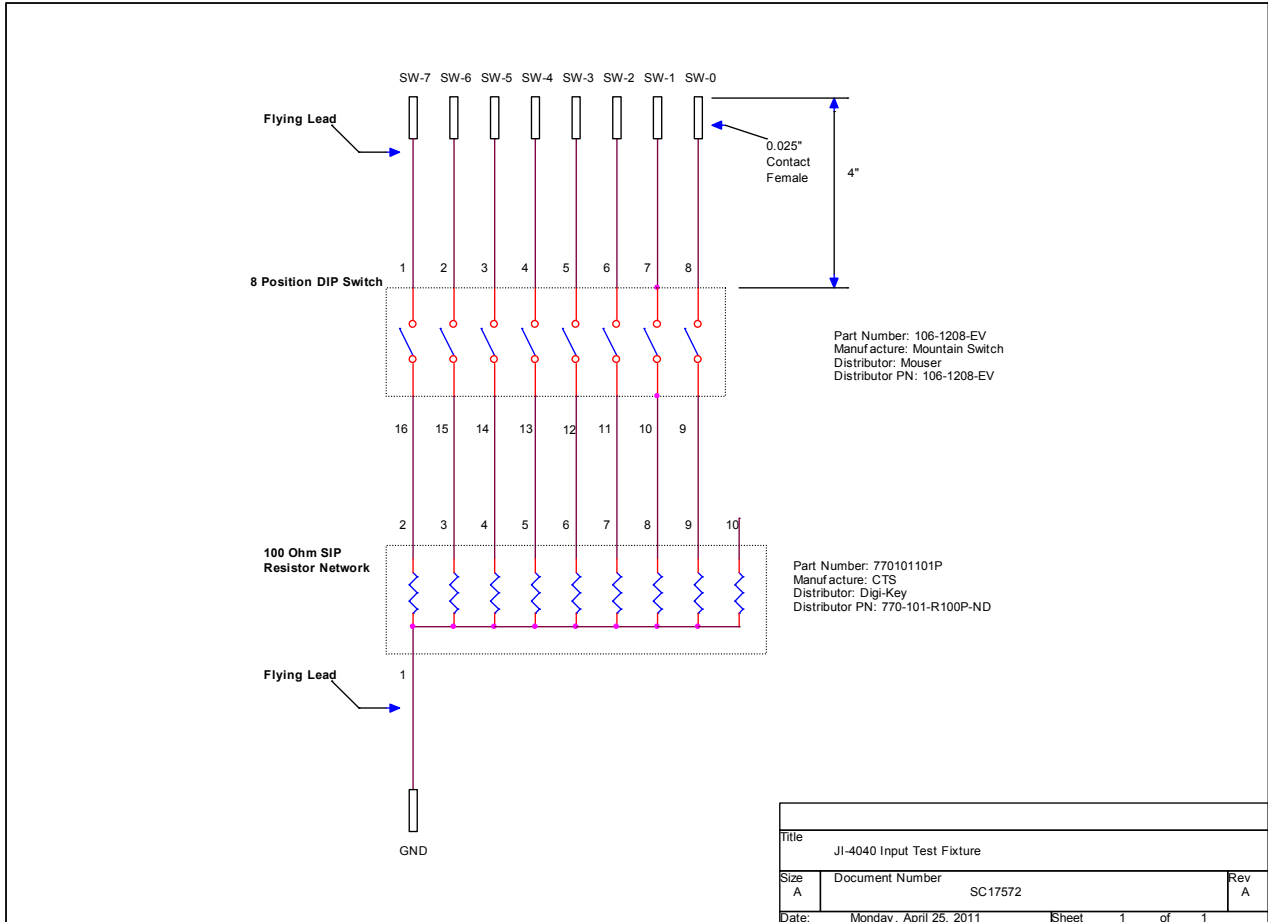 SW-7 SW-6 SW-5 SW-4 SW-3 SW-2 SW-1 SW-0
Flying Lead
0.025"
Contact
Female
4"
1 2 3 4 5 6 7 8
8 Position DIP Switch
Part Number: 106-1208-EV
Manufacture: Mountain Switch
Distributor: Mouser
Distributor PN: 106-1208-EV
16 15 14 13 12 11 10 9
2 3 4 5 6 7 8 9 10
100 Ohm SIP
Resistor Network
Part Number: 770101101P
Manufacture: CTS
Distributor: Digi-Key
Distributor PN: 770-101-R100P-ND
Flying Lead
1
GND
Title
JI-4040 Input Test Fixture
Size Document Number Rev
A SC17572 A
Date: Monday, April 25, 2011 Sheet 1 of 1